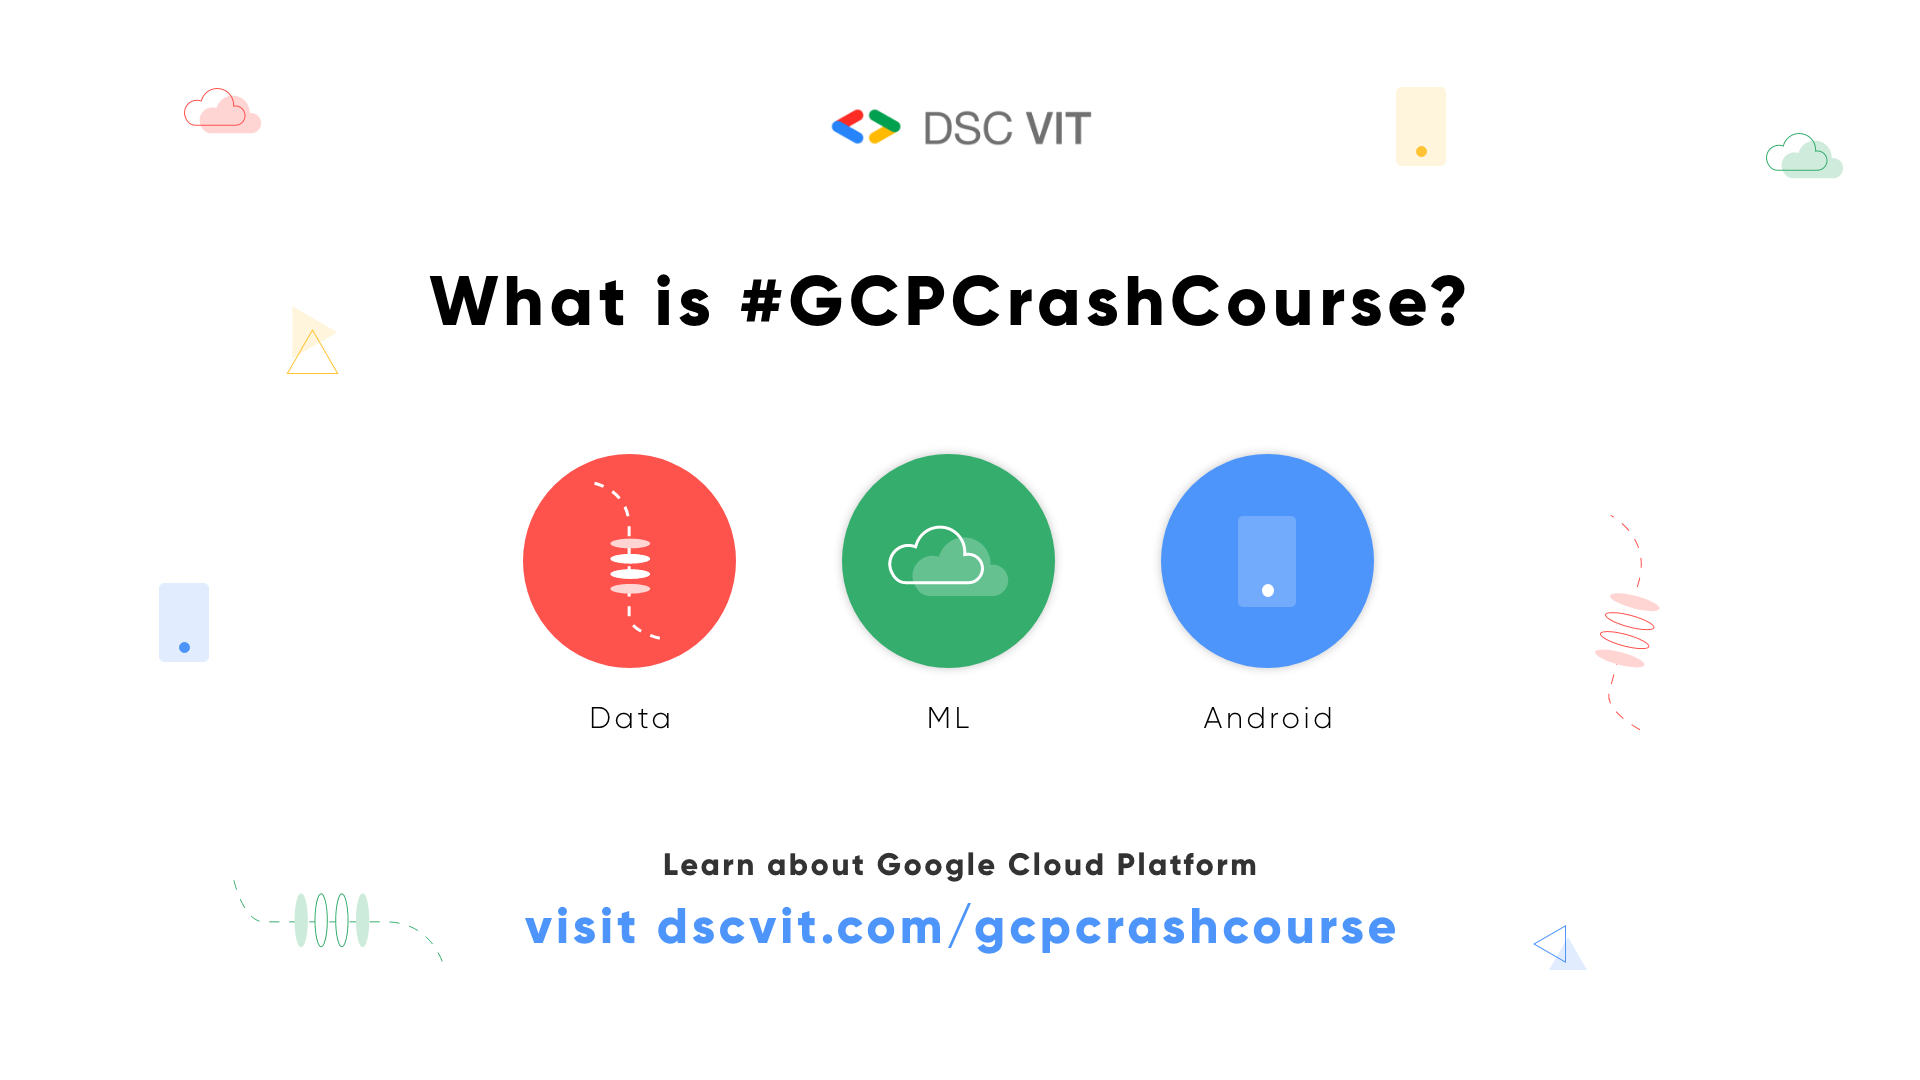 DSC VIT
What is #GCPCrashCourse?
Data
ML
Android
Learn about Google Cloud Platform
visit dscvit.com/gcpcrashcourse